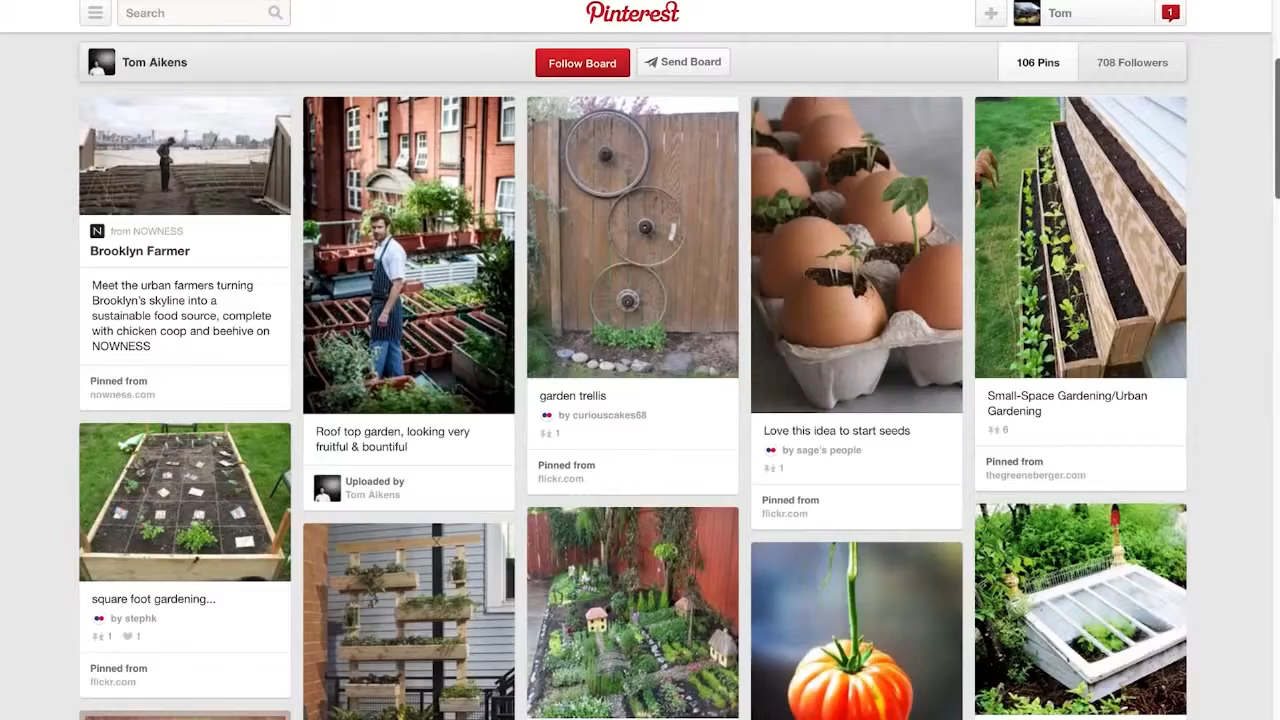 Search
Pinterest
Tom
1
Tom Aikens
Follow Board
Send Board
106 Pins
708 Followers
N from NOWNESS
Brooklyn Farmer
Meet the urban farmers turning
Brooklyn's skyline into a
sustainable food source, complete
with chicken coop and beehive on
NOWNESS
Pinned from
nowness.com
square foot gardening...
by stephk
1 1
Pinned from
flickr.com
Roof top garden, looking very
fruitful & bountiful
Uploaded by
Tom Aikens
garden trellis
by curiouscakes68
1
Pinned from
flickr.com
Love this idea to start seeds
by sage's people
1
Pinned from
flickr.com
Small-Space Gardening/Urban
Gardening
6
Pinned from
thegreeneberger.com